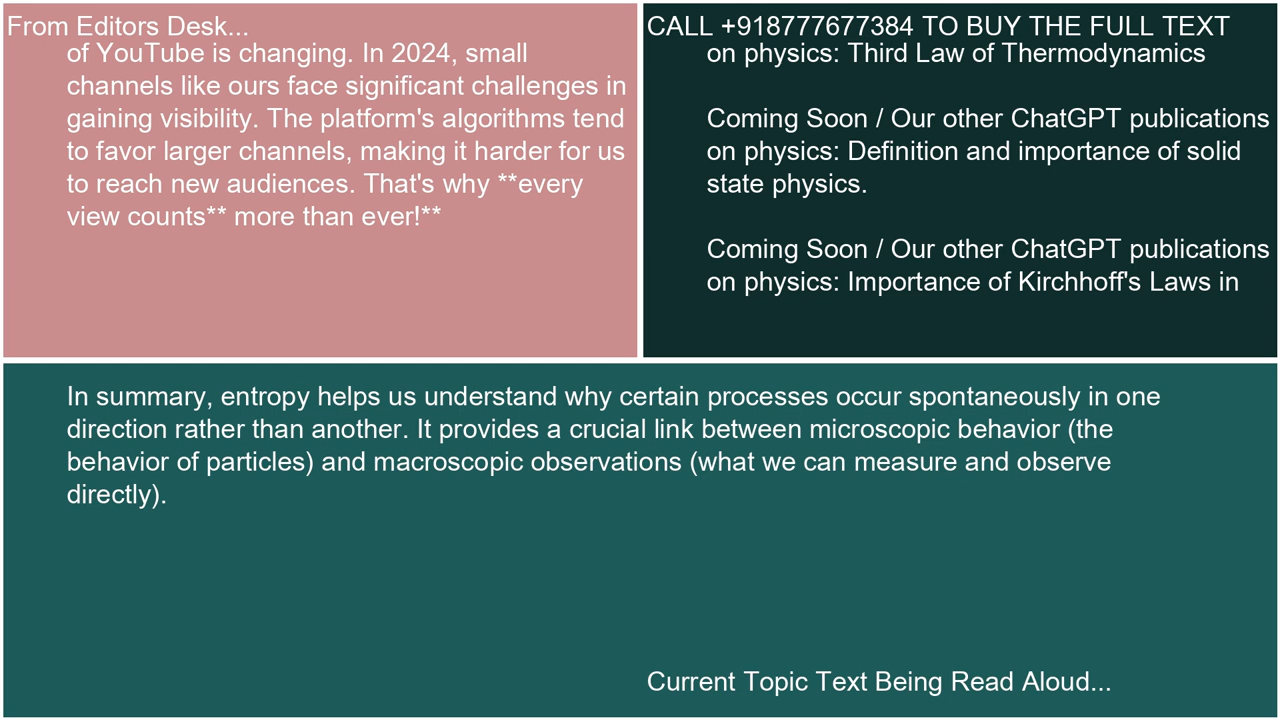 From Editors Desk...
of YouTube is changing. In 2024, small
channels like ours face significant challenges in
gaining visibility. The platform's algorithms tend
to favor larger channels, making it harder for us
to reach new audiences. That's why **every
view counts** more than ever!**
CALL +918777677384 TO BUY THE FULL TEXT
on physics: Third Law of Thermodynamics
Coming Soon / Our other ChatGPT publications
on physics: Definition and importance of solid
state physics.
Coming Soon / Our other ChatGPT publications
on physics: Importance of Kirchhoff's Laws in
In summary, entropy helps us understand why certain processes occur spontaneously in one
direction rather than another. It provides a crucial link between microscopic behavior (the
behavior of particles) and macroscopic observations (what we can measure and observe
directly).
Current Topic Text Being Read Aloud...